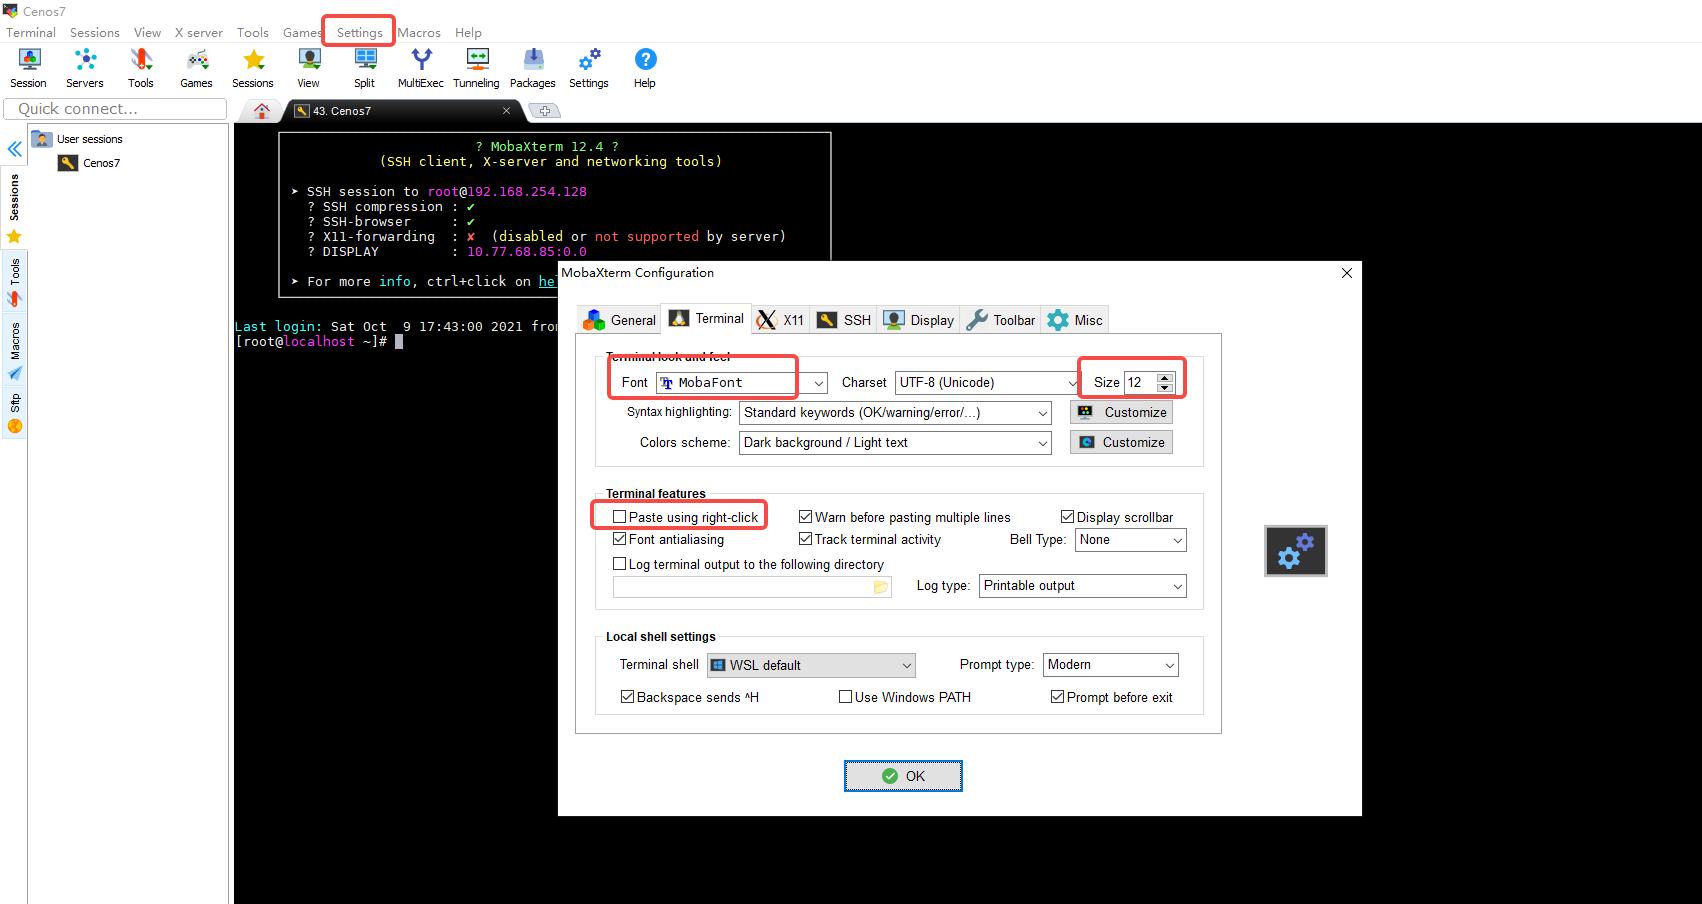 Cenos7
Terminal Sessions View X server Tools Games Settings Macros Help
Session Servers Tools Games Sessions View Split MultiExec Tunneling Packages Settings Help
Quick connect...
43. Cenos7
User sessions
Cenos7
Sessions
Tools
Macros
Sftp
? MobaXterm 12.4 ?
(SSH client, X-server and networking tools)
➤ SSH session to root@192.168.254.128
? SSH compression : ✔
? SSH-browser : ✔
? X11-forwarding : ✘ (disabled or not supported by server)
? DISPLAY : 10.77.68.85:0.0
➤ For more info, ctrl+click on he
Last login: Sat Oct 9 17:43:00 2021 from
[root@localhost ~]#
MobaXterm Configuration
General Terminal X11 SSH Display Toolbar Misc
Terminal look and feel
Font MobaFont Charset UTF-8 (Unicode) Size 12
Syntax highlighting: Standard keywords (OK/warning/error/...) Customize
Colors scheme: Dark background / Light text Customize
Terminal features
Paste using right-click Warn before pasting multiple lines Display scrollbar
Font antialiasing Track terminal activity Bell Type: None
Log terminal output to the following directory
Log type: Printable output
Local shell settings
Terminal shell WSL default Prompt type: Modern
Backspace sends ^H Use Windows PATH Prompt before exit
OK